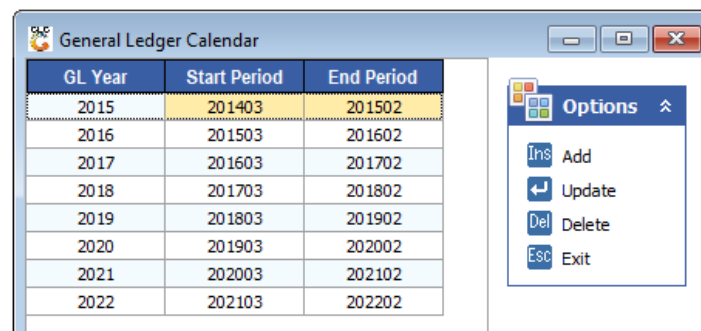 General Ledger Calendar
GL Year Start Period End Period
2015 201403 201502
2016 201503 201602
2017 201603 201702
2018 201703 201802
2019 201803 201902
2020 201903 202002
2021 202003 202102
2022 202103 202202
Options
Ins Add
Update
Del Delete
Esc Exit